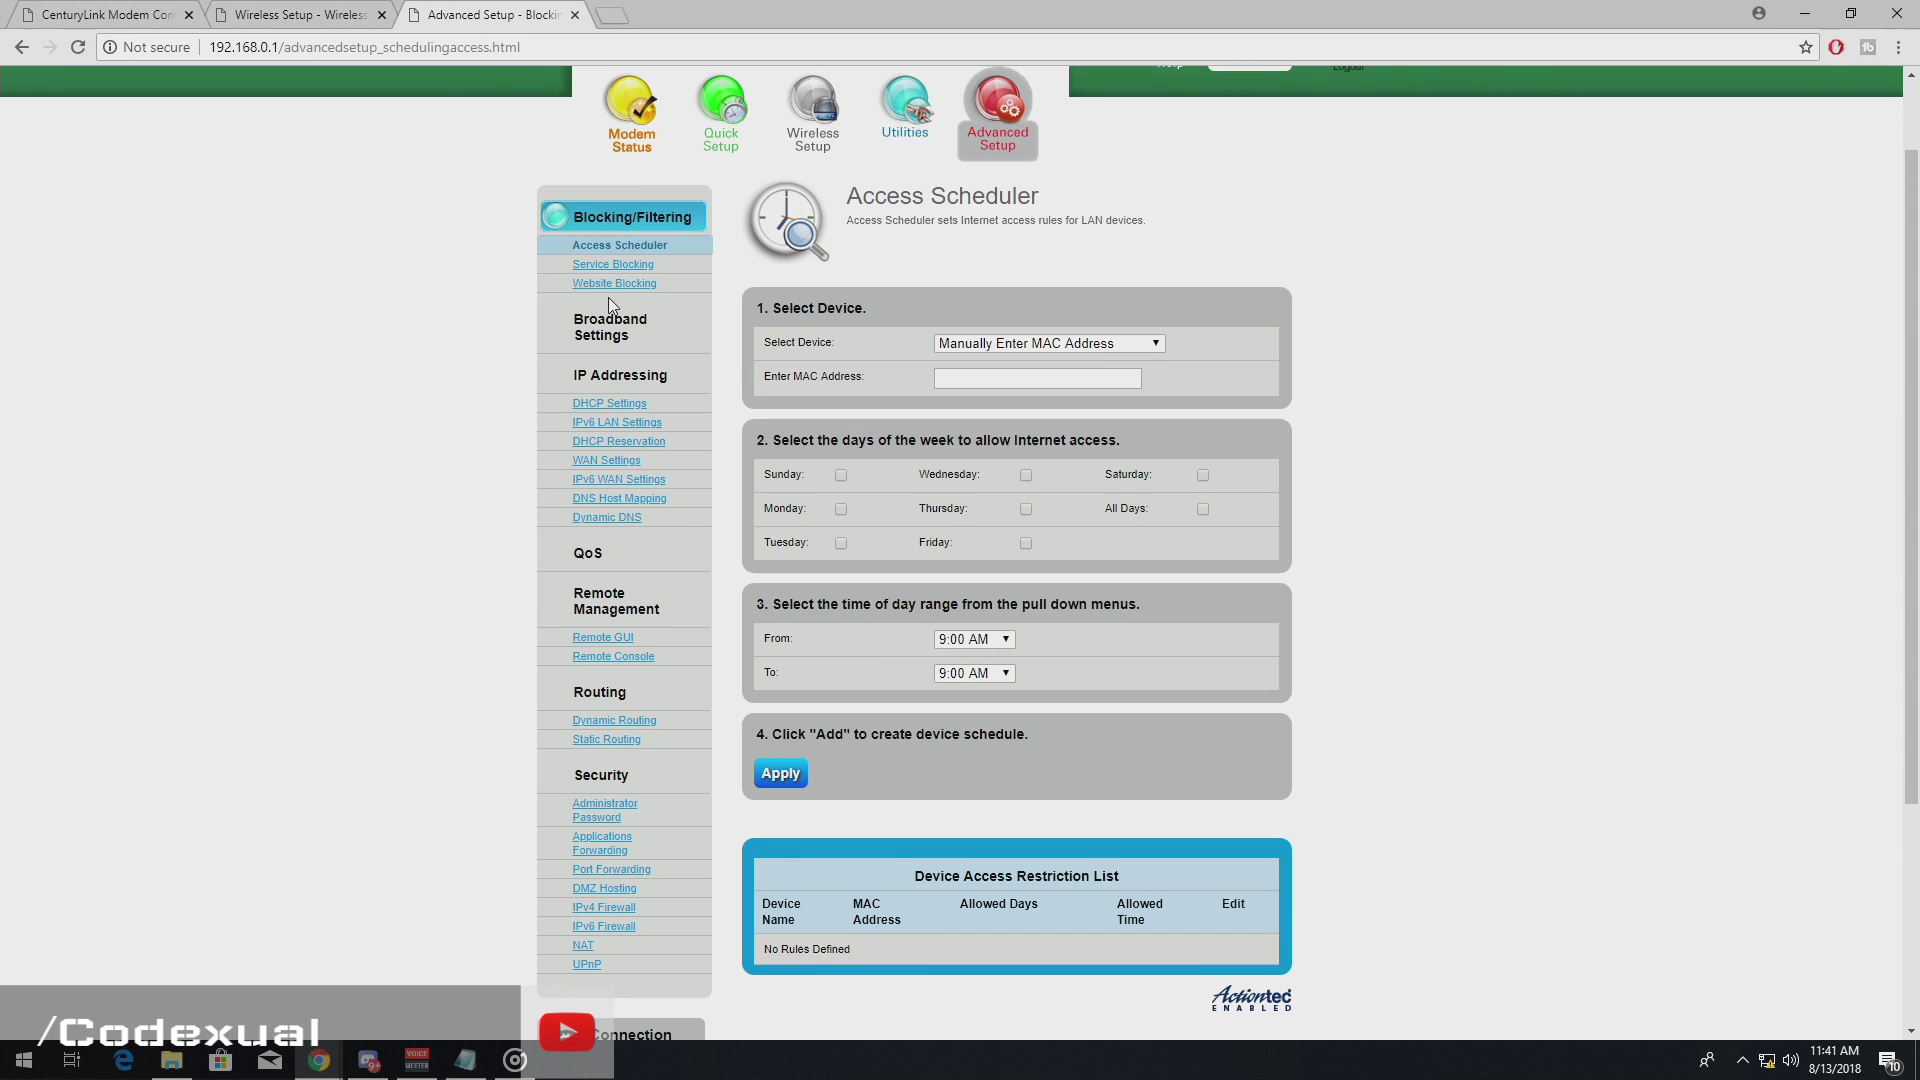 CenturyLink Modem Con
Wireless Setup - Wireless
Advanced Setup - Blockin
Not secure
192.168.0.1/advancedsetup_schedulingaccess.html
Help
Logout
Modem
Status
Quick
Setup
Wireless
Setup
Utilities
Advanced
Setup
Blocking/Filtering
Access Scheduler
Service Blocking
Website Blocking
Broadband
Settings
IP Addressing
DHCP Settings
IPv6 LAN Settings
DHCP Reservation
WAN Settings
IPv6 WAN Settings
DNS Host Mapping
Dynamic DNS
QoS
Remote
Management
Remote GUI
Remote Console
Routing
Dynamic Routing
Static Routing
Security
Administrator
Password
Applications
Forwarding
Port Forwarding
DMZ Hosting
IPv4 Firewall
IPv6 Firewall
NAT
UPnP
Connection
Access Scheduler
Access Scheduler sets Internet access rules for LAN devices.
1. Select Device.
Select Device: Manually Enter MAC Address
Enter MAC Address:
2. Select the days of the week to allow Internet access.
Sunday: Wednesday: Saturday:
Monday: Thursday: All Days:
Tuesday: Friday:
3. Select the time of day range from the pull down menus.
From: 9:00 AM
To: 9:00 AM
4. Click "Add" to create device schedule.
Apply
Device Access Restriction List
Device Name MAC Address Allowed Days Allowed Time Edit
No Rules Defined
Actiontec
ENABLED
/Codexual
VOICE
MEETER
9+
11:41 AM
8/13/2018
10